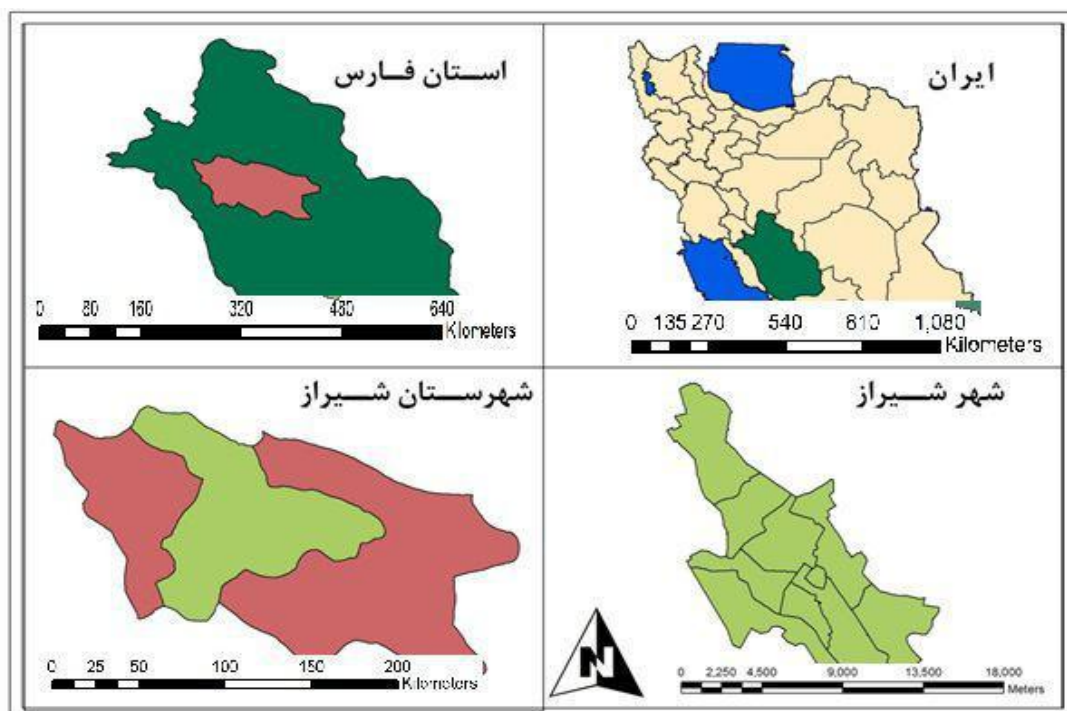 استان فارس
ایران
0 80 160 320 480 640
Kilometers
0 135 270 540 810 1,080
Kilometers
شهرستان شیراز
شهر شیراز
0 25 50 100 150 200
Kilometers
N
0 2,250 4,500 9,000 13,500 18,000
Meters